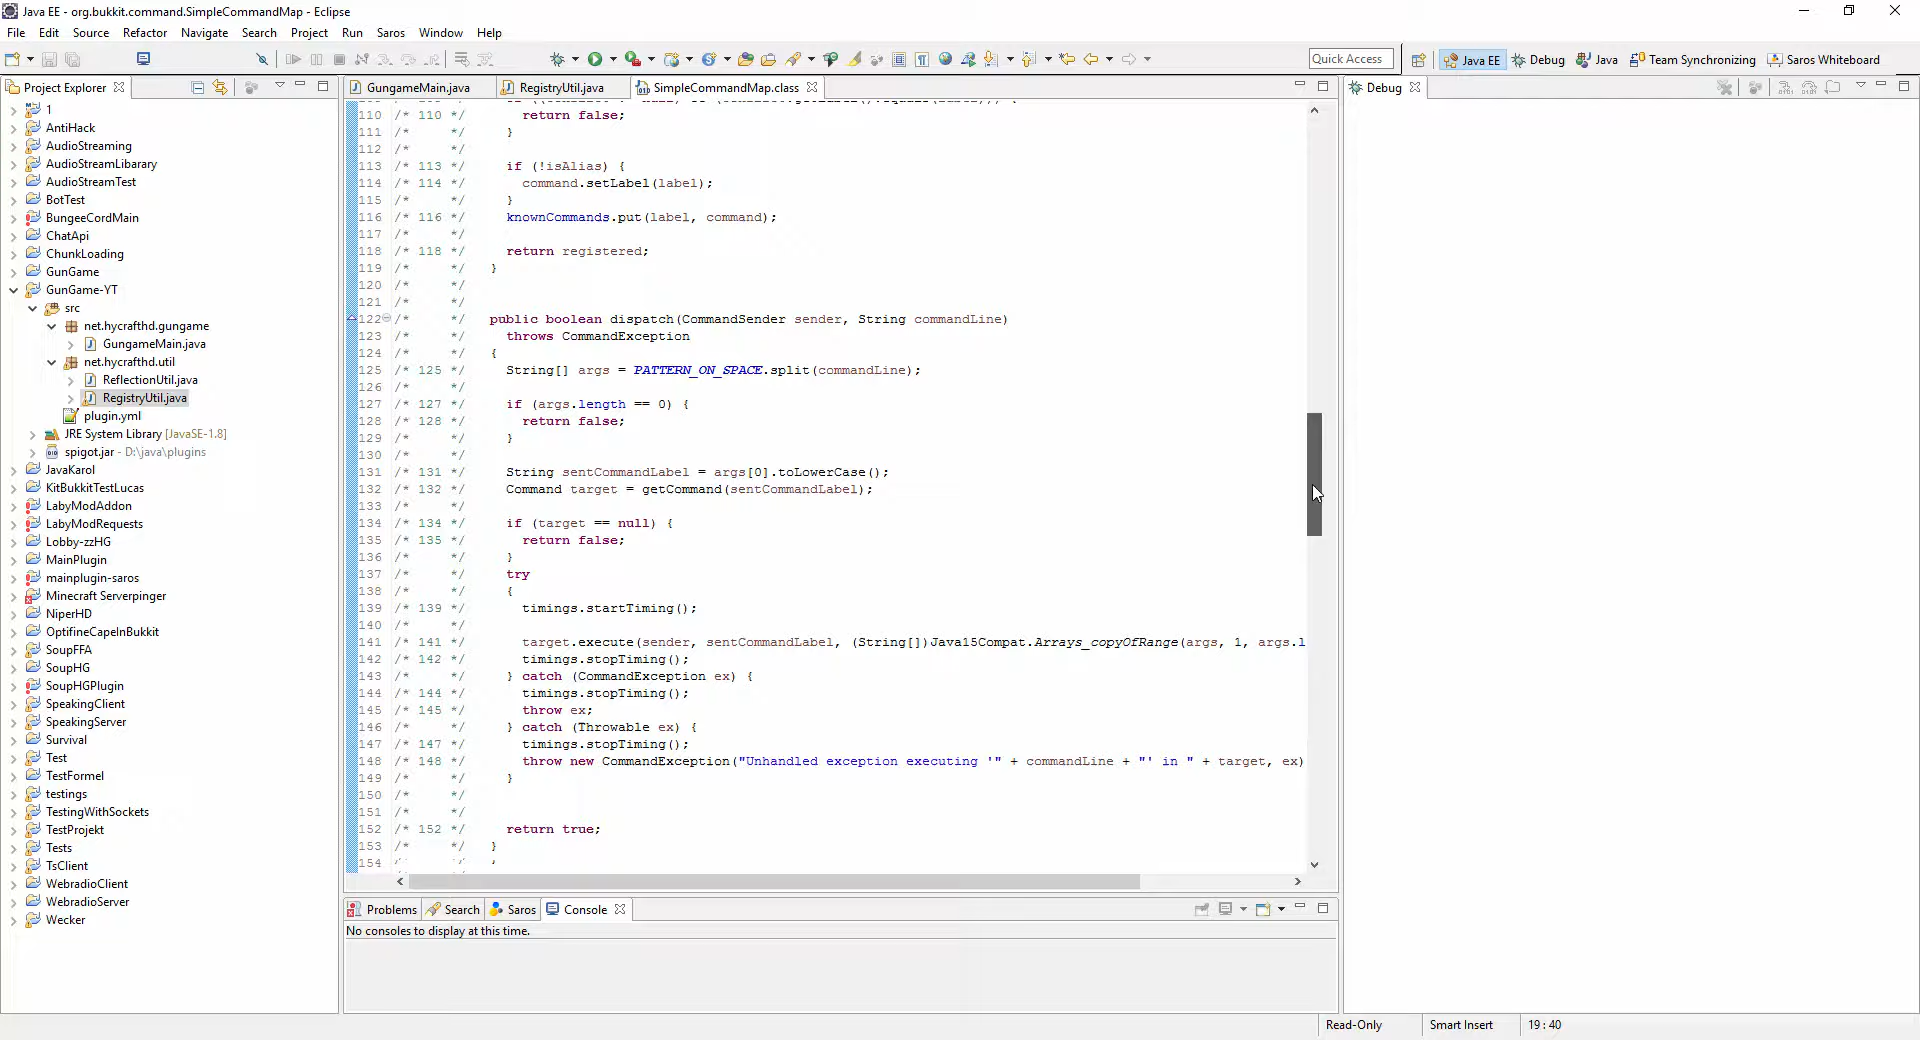 Java EE - org.bukkit.command.SimpleCommandMap - Eclipse
File Edit Source Refactor Navigate Search Project Run Saros Window Help
Quick Access
Java EE
Debug
Java
Team Synchronizing
Saros Whiteboard
Project Explorer
1
AntiHack
AudioStreaming
AudioStreamLibarary
AudioStreamTest
BotTest
BungeeCordMain
ChatApi
ChunkLoading
GunGame
GunGame-YT
src
net.hycrafthd.gungame
GungameMain.java
net.hycrafthd.util
ReflectionUtil.java
RegistryUtil.java
plugin.yml
JRE System Library [JavaSE-1.8]
spigot.jar - D:\java\plugins
JavaKarol
KitBukkitTestLucas
LabyModAddon
LabyModRequests
Lobby-zzHG
MainPlugin
mainplugin-saros
Minecraft Serverpinger
NiperHD
OptifineCapeInBukkit
SoupFFA
SoupHG
SoupHGPlugin
SpeakingClient
SpeakingServer
Survival
Test
TestFormel
testings
TestingWithSockets
TestProjekt
Tests
TsClient
WebradioClient
WebradioServer
Wecker
GungameMain.java RegistryUtil.java SimpleCommandMap.class
110 /* 110 */ return false;
111 /* */ }
112 /* */
113 /* 113 */ if (!isAlias) {
114 /* 114 */ command.setLabel(label);
115 /* */ }
116 /* 116 */ knownCommands.put(label, command);
117 /* */
118 /* 118 */ return registered;
119 /* */ }
120 /* */
121 /* */
122 /* */ public boolean dispatch(CommandSender sender, String commandLine)
123 /* */ throws CommandException
124 /* */ {
125 /* 125 */ String[] args = PATTERN_ON_SPACE.split(commandLine);
126 /* */
127 /* 127 */ if (args.length == 0) {
128 /* 128 */ return false;
129 /* */ }
130 /* */
131 /* 131 */ String sentCommandLabel = args[0].toLowerCase();
132 /* 132 */ Command target = getCommand(sentCommandLabel);
133 /* */
134 /* 134 */ if (target == null) {
135 /* 135 */ return false;
136 /* */ }
137 /* */ try
138 /* */ {
139 /* 139 */ timings.startTiming();
140 /* */
141 /* 141 */ target.execute(sender, sentCommandLabel, (String[])Java15Compat.Arrays_copyOfRange(args, 1, args.l
142 /* 142 */ timings.stopTiming();
143 /* */ } catch (CommandException ex) {
144 /* 144 */ timings.stopTiming();
145 /* 145 */ throw ex;
146 /* */ } catch (Throwable ex) {
147 /* 147 */ timings.stopTiming();
148 /* 148 */ throw new CommandException("Unhandled exception executing '" + commandLine + "' in " + target, ex)
149 /* */ }
150 /* */
151 /* */
152 /* 152 */ return true;
153 /* */ }
154
Debug
Problems Search Saros Console
No consoles to display at this time.
Read-Only Smart Insert 19 : 40